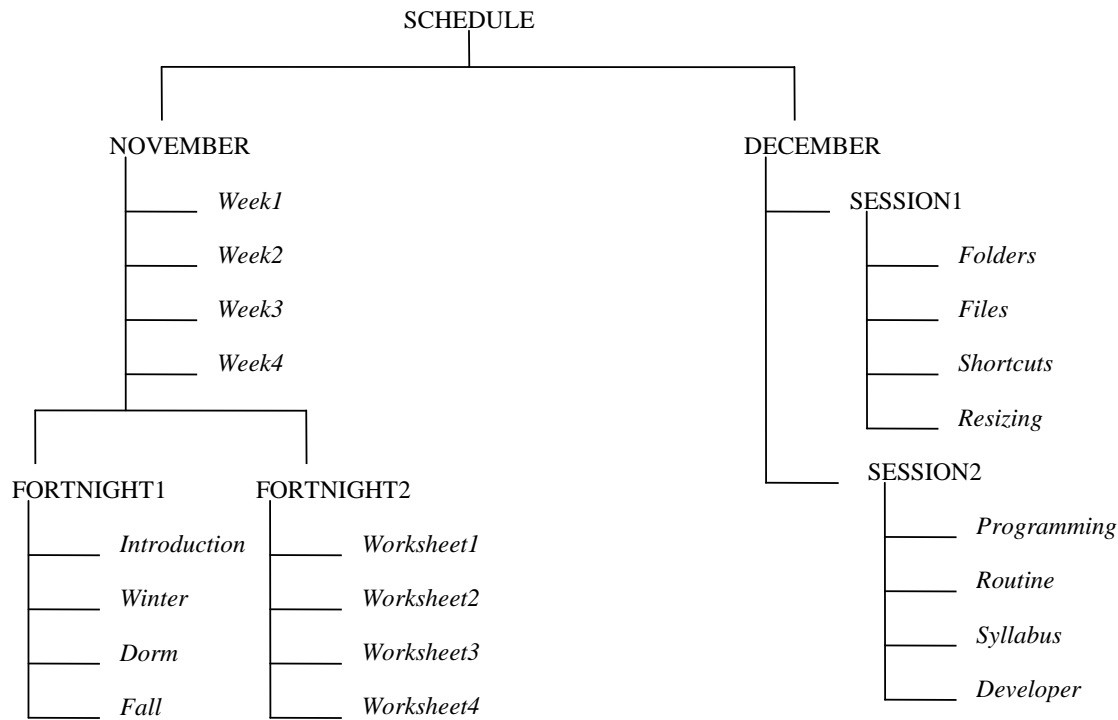 SCHEDULE
NOVEMBER
Week1
Week2
Week3
Week4
FORTNIGHT1
Introduction
Winter
Dorm
Fall
FORTNIGHT2
Worksheet1
Worksheet2
Worksheet3
Worksheet4
DECEMBER
SESSION1
Folders
Files
Shortcuts
Resizing
SESSION2
Programming
Routine
Syllabus
Developer